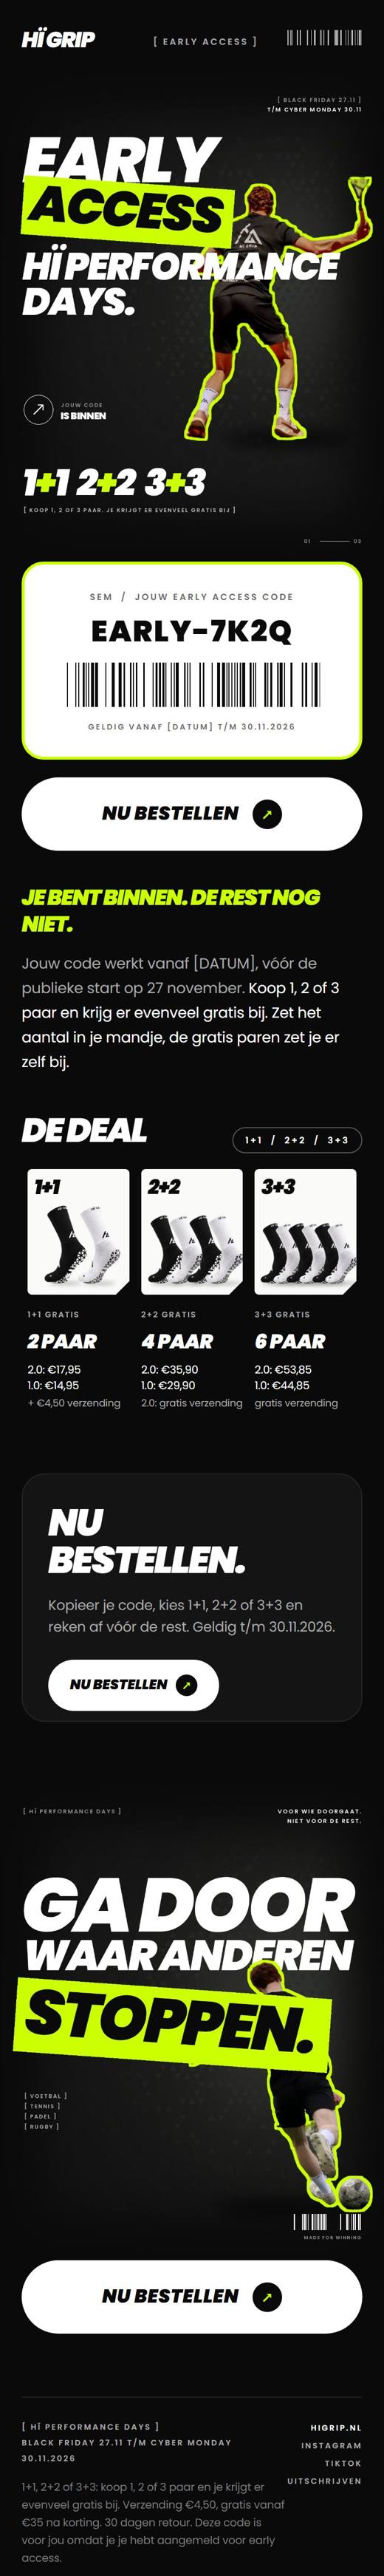 HÏ GRIP
[ EARLY ACCESS ]
[ BLACK FRIDAY 27.11 ]
T/M CYBER MONDAY 30.11
EARLY
ACCESS
HÏ PERFORMANCE
DAYS.
JOUW CODE
IS BINNEN
1+1 2+2 3+3
[ KOOP 1, 2 OF 3 PAAR. JE KRIJGT ER EVENVEEL GRATIS BIJ ]
01 03
SEM / JOUW EARLY ACCESS CODE
EARLY-7K2Q
GELDIG VANAF [DATUM] T/M 30.11.2026
NU BESTELLEN
JE BENT BINNEN. DE REST NOG
NIET.
Jouw code werkt vanaf [DATUM], vóór de
publieke start op 27 november. Koop 1, 2 of 3
paar en krijg er evenveel gratis bij. Zet het
aantal in je mandje, de gratis paren zet je er
zelf bij.
DE DEAL
1+1 / 2+2 / 3+3
1+1
2+2
3+3
1+1 GRATIS
2+2 GRATIS
3+3 GRATIS
2 PAAR
4 PAAR
6 PAAR
2.0: €17,95
2.0: €35,90
2.0: €53,85
1.0: €14,95
1.0: €29,90
1.0: €44,85
+ €4,50 verzending
2.0: gratis verzending
gratis verzending
NU
BESTELLEN.
Kopieer je code, kies 1+1, 2+2 of 3+3 en
reken af vóór de rest. Geldig t/m 30.11.2026.
NU BESTELLEN
[ HÏ PERFORMANCE DAYS ]
VOOR WIE DOORGAAT.
NIET VOOR DE REST.
GA DOOR
WAAR ANDEREN
STOPPEN.
[ VOETBAL ]
[ TENNIS ]
[ PADEL ]
[ RUGBY ]
MADE FOR WINNING
NU BESTELLEN
[ HÏ PERFORMANCE DAYS ]
BLACK FRIDAY 27.11 T/M CYBER MONDAY
30.11.2026
HIGRIP.NL
INSTAGRAM
TIKTOK
UITSCHRIJVEN
1+1, 2+2 of 3+3: koop 1, 2 of 3 paar en je krijgt er
evenveel gratis bij. Verzending €4,50, gratis vanaf
€35 na korting. 30 dagen retour. Deze code is
voor jou omdat je je hebt aangemeld voor early
access.